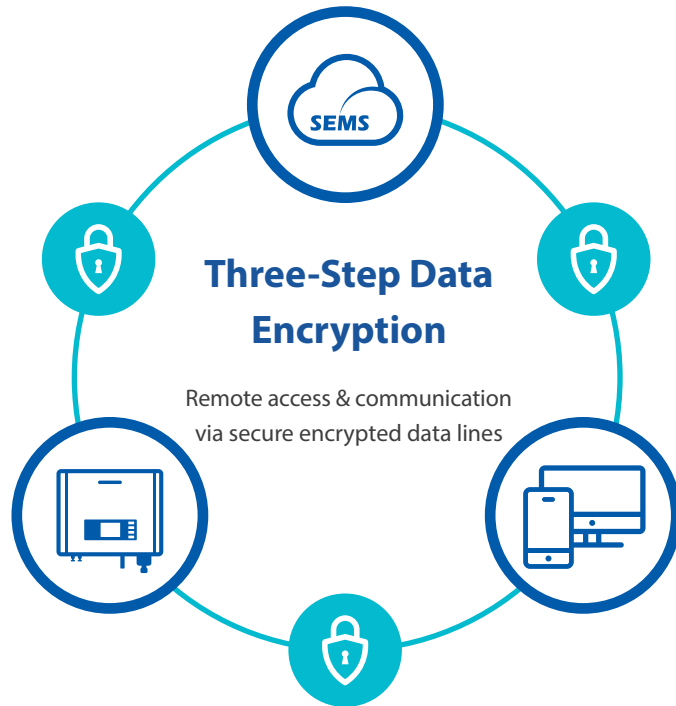 SEMS
Three-Step Data
Encryption
Remote access & communication
via secure encrypted data lines